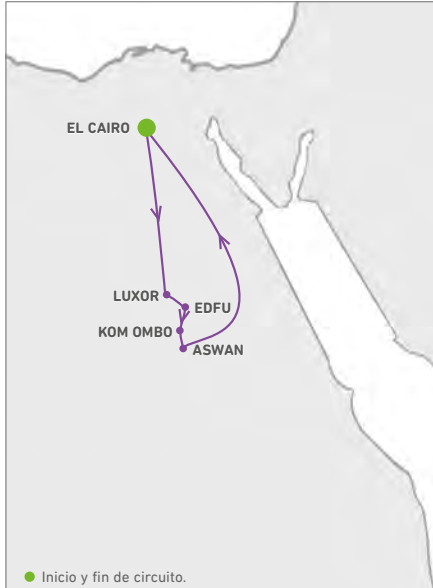 EL CAIRO
LUXOR
EDFU
KOM OMBO
ASWAN
Inicio y fin de circuito.